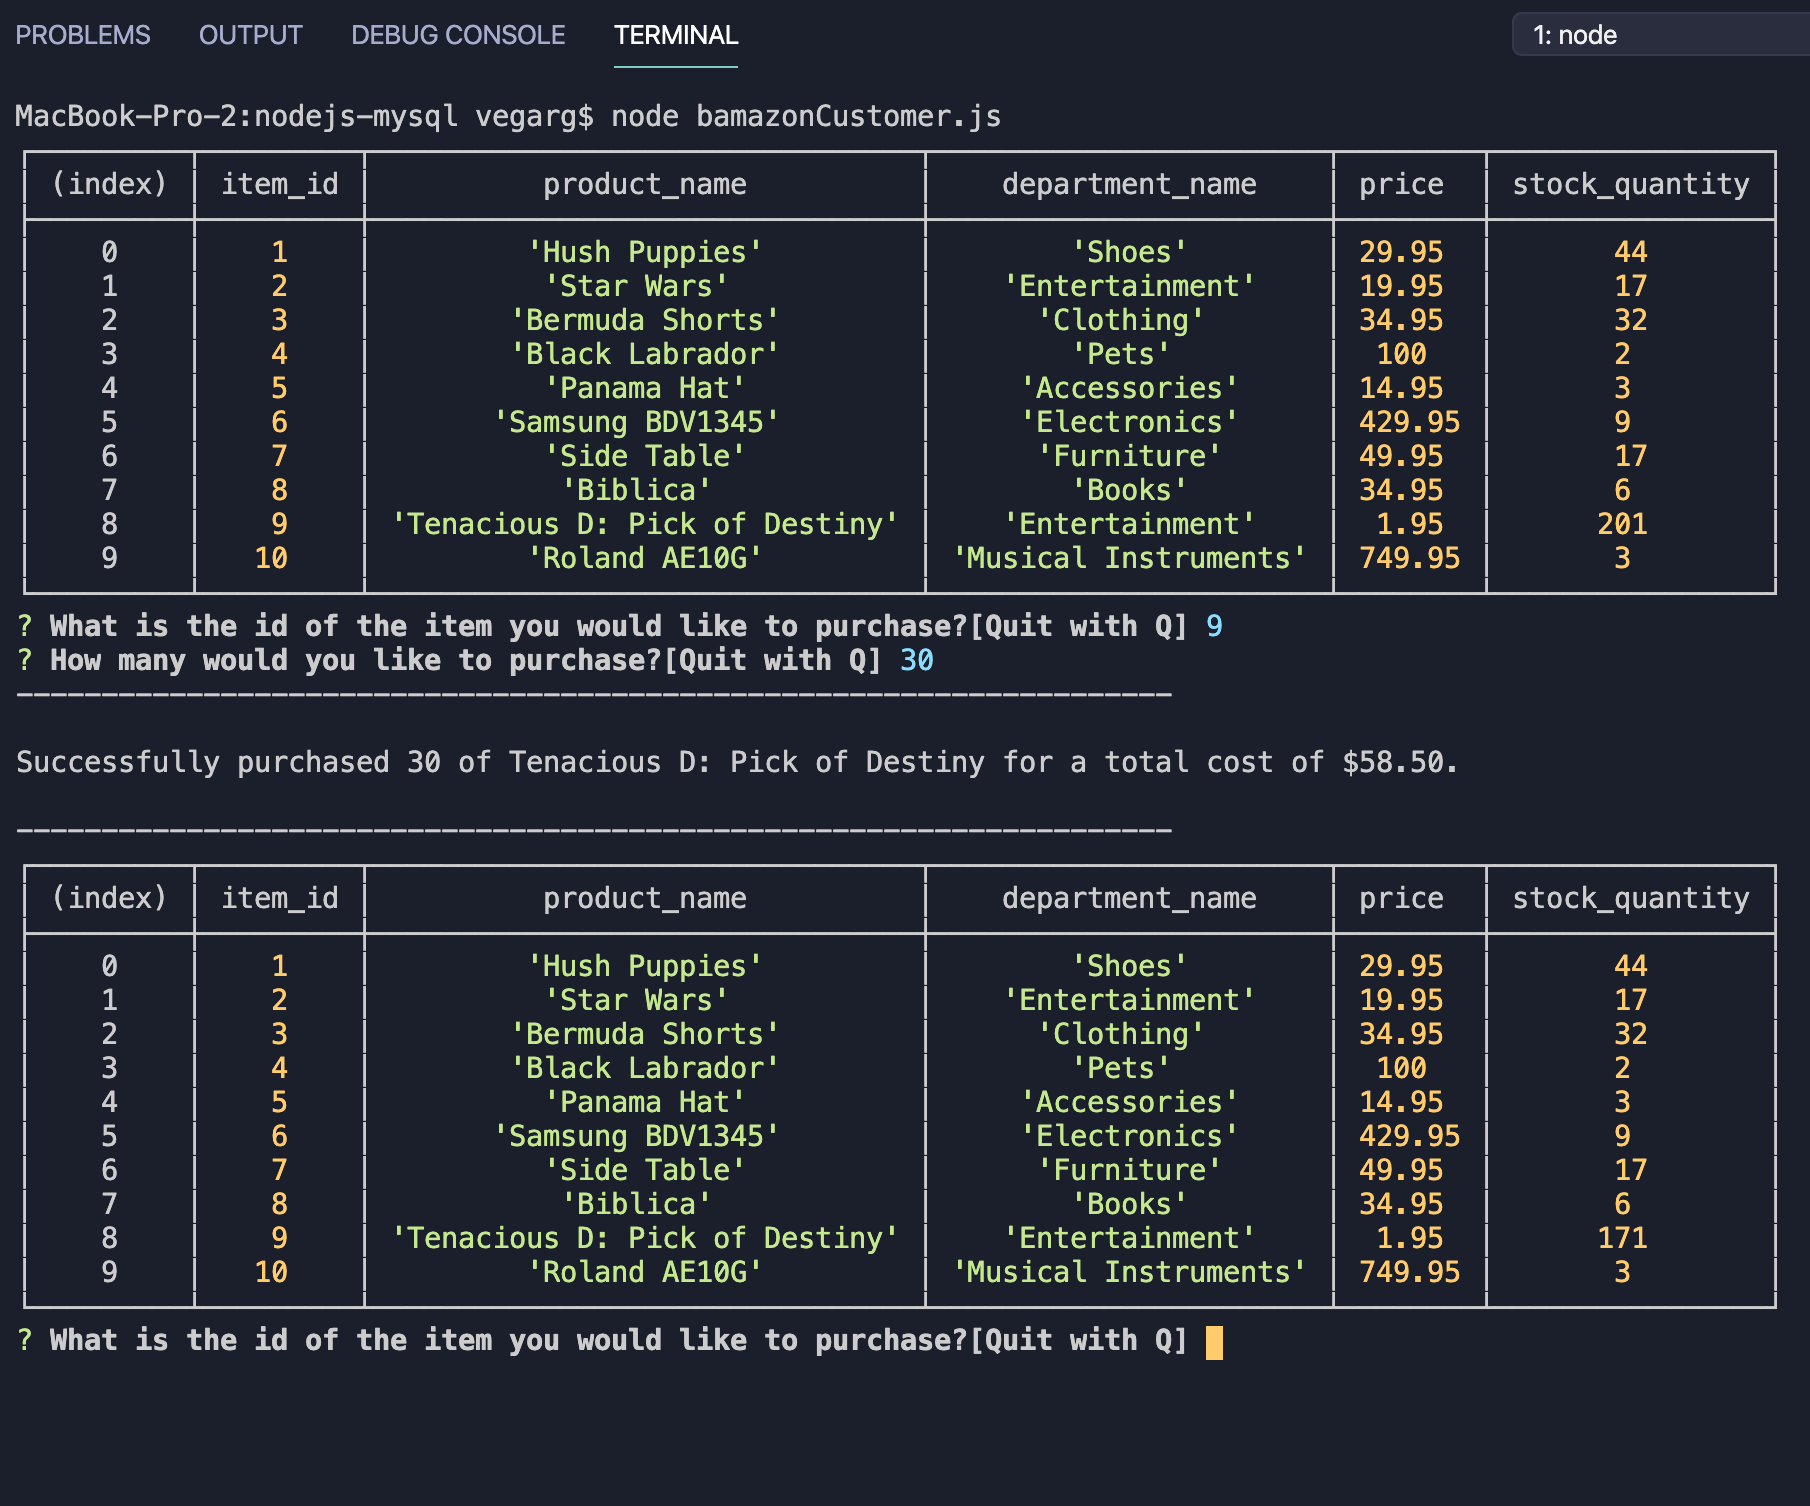 PROBLEMS OUTPUT DEBUG CONSOLE TERMINAL 1: node
MacBook-Pro-2:nodejs-mysql vegarg$ node bamazonCustomer.js
(index) item_id product_name department_name price stock_quantity
0 1 'Hush Puppies' 'Shoes' 29.95 44
1 2 'Star Wars' 'Entertainment' 19.95 17
2 3 'Bermuda Shorts' 'Clothing' 34.95 32
3 4 'Black Labrador' 'Pets' 100 2
4 5 'Panama Hat' 'Accessories' 14.95 3
5 6 'Samsung BDV1345' 'Electronics' 429.95 9
6 7 'Side Table' 'Furniture' 49.95 17
7 8 'Biblica' 'Books' 34.95 6
8 9 'Tenacious D: Pick of Destiny' 'Entertainment' 1.95 201
9 10 'Roland AE10G' 'Musical Instruments' 749.95 3
? What is the id of the item you would like to purchase?[Quit with Q] 9
? How many would you like to purchase?[Quit with Q] 30
--------------------------------------------------------------------
Successfully purchased 30 of Tenacious D: Pick of Destiny for a total cost of $58.50.
--------------------------------------------------------------------
(index) item_id product_name department_name price stock_quantity
0 1 'Hush Puppies' 'Shoes' 29.95 44
1 2 'Star Wars' 'Entertainment' 19.95 17
2 3 'Bermuda Shorts' 'Clothing' 34.95 32
3 4 'Black Labrador' 'Pets' 100 2
4 5 'Panama Hat' 'Accessories' 14.95 3
5 6 'Samsung BDV1345' 'Electronics' 429.95 9
6 7 'Side Table' 'Furniture' 49.95 17
7 8 'Biblica' 'Books' 34.95 6
8 9 'Tenacious D: Pick of Destiny' 'Entertainment' 1.95 171
9 10 'Roland AE10G' 'Musical Instruments' 749.95 3
? What is the id of the item you would like to purchase?[Quit with Q]